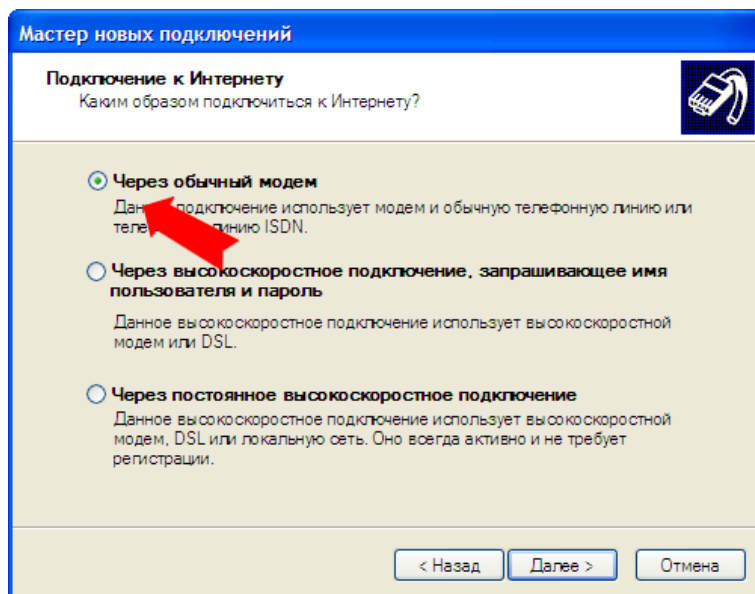 Мастер новых подключений
Подключение к Интернету
Каким образом подключиться к Интернету?
Через обычный модем
подключение использует модем и обычную телефонную линию или
линию ISDN.
Через высокоскоростное подключение, запрашивающее имя
пользователя и пароль
Данное высокоскоростное подключение использует высокоскоростной
модем или DSL.
Через постоянное высокоскоростное подключение
Данное высокоскоростное подключение использует высокоскоростной
модем, DSL или локальную сеть. Оно всегда активно и не требует
регистрации.
< Назад Далее > Отмена